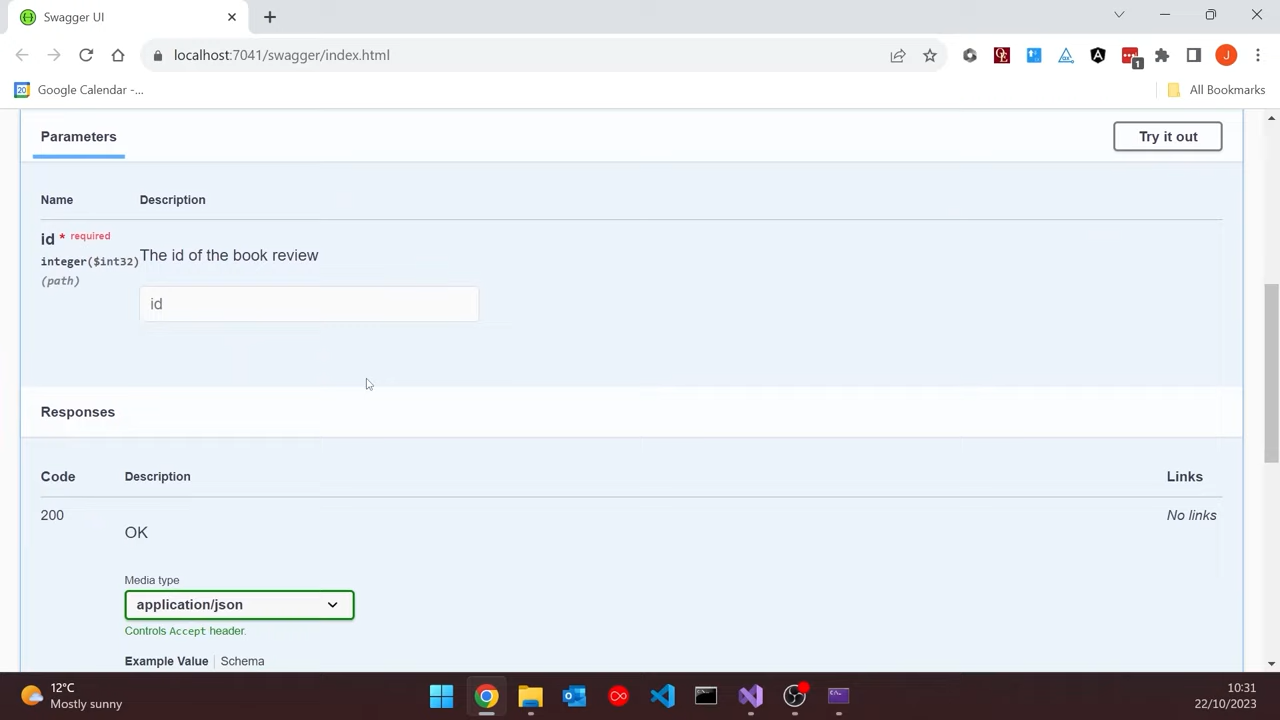 Swagger UI
localhost:7041/swagger/index.html
J
1
20 Google Calendar -...
All Bookmarks
Parameters
Try it out
Name Description
id * required
integer($int32)
(path)
The id of the book review
id
Responses
Code Description Links
200 OK No links
Media type
application/json
Controls Accept header.
Example Value | Schema
12°C
Mostly sunny
10:31
22/10/2023